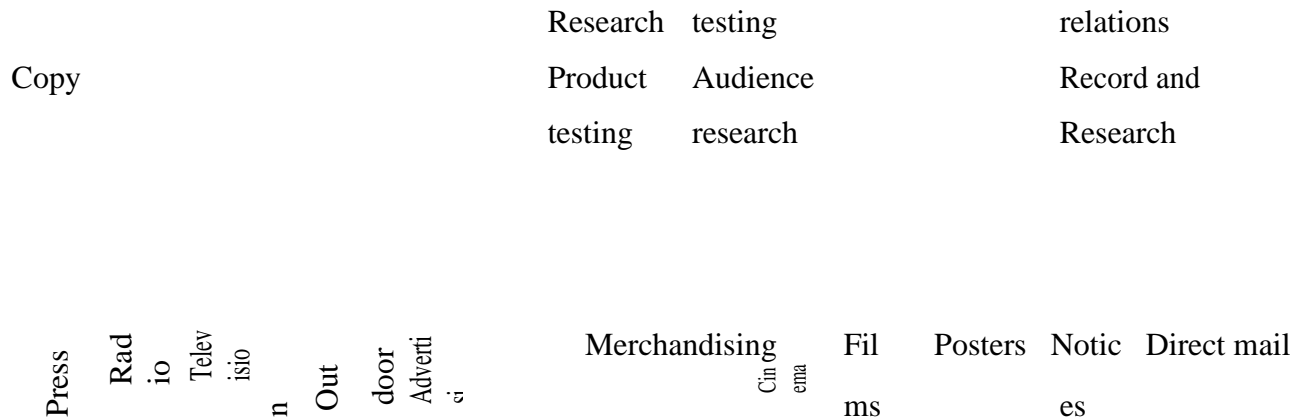 Research testing relations
Copy Product Audience Record and
testing research Research
Press
Rad
io
Telev
isio
n
Out
door
Adverti
si
Merchandising
Cin
ema
Fil
ms
Posters
Notic
es
Direct mail